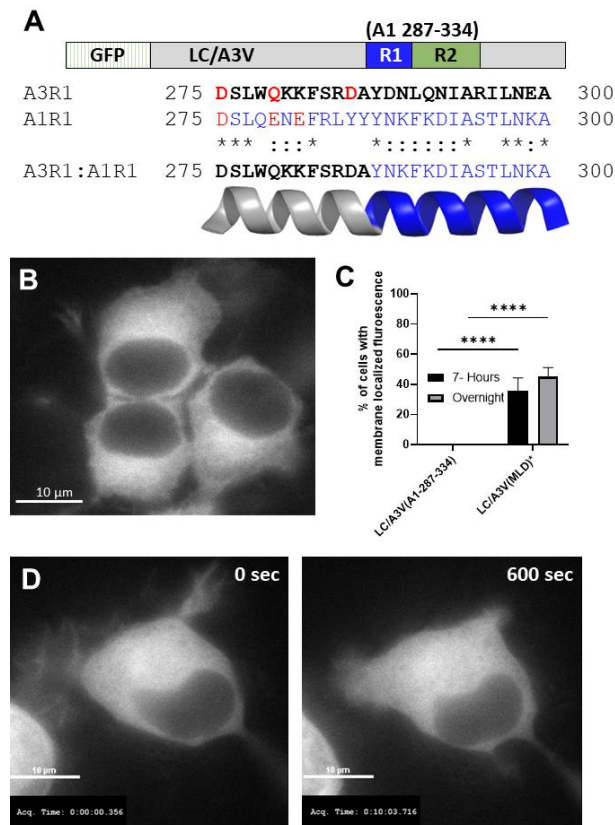 A
(A1 287-334)
GFP LC/A3V R1 R2
A3R1 275 DSLWQKKFSRDAYDNLQNIARILNEA 300
A1R1 275 DSLQENEFRLYYYNKFKDIASTLNKA
*** :::* *::::::* **:*
A3R1:A1R1 275 DSLWQKKFSRDAYNKFKDIASTLNKA 300
B
10 µm
C
% of cells with
membrane localized fluroescence
100
80
60
40
20
0
****
****
7- Hours
Overnight
LC/A3V(A1-287-334)
LC/A3V(MLD)*
D
0 sec
10 µm
Acq. Time: 0:00:00.356
600 sec
10 µm
Acq. Time: 0:10:03.716